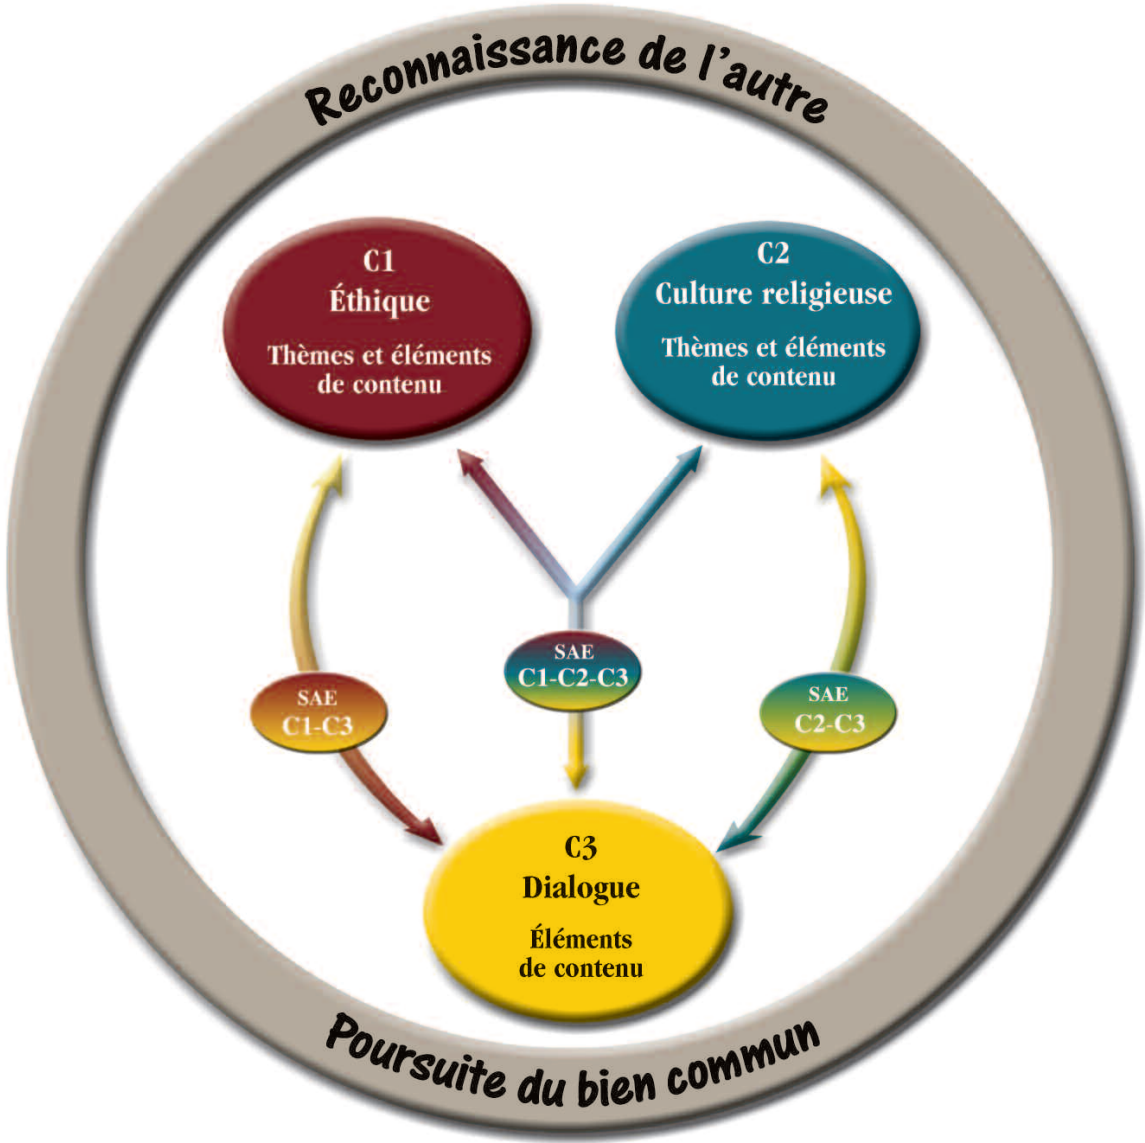 Reconnaissance de l'autre
C1
Éthique
Thèmes et éléments
de contenu
C2
Culture religieuse
Thèmes et éléments
de contenu
SAE
C1-C3
SAE
C1-C2-C3
SAE
C2-C3
C3
Dialogue
Éléments
de contenu
Poursuite du bien commun